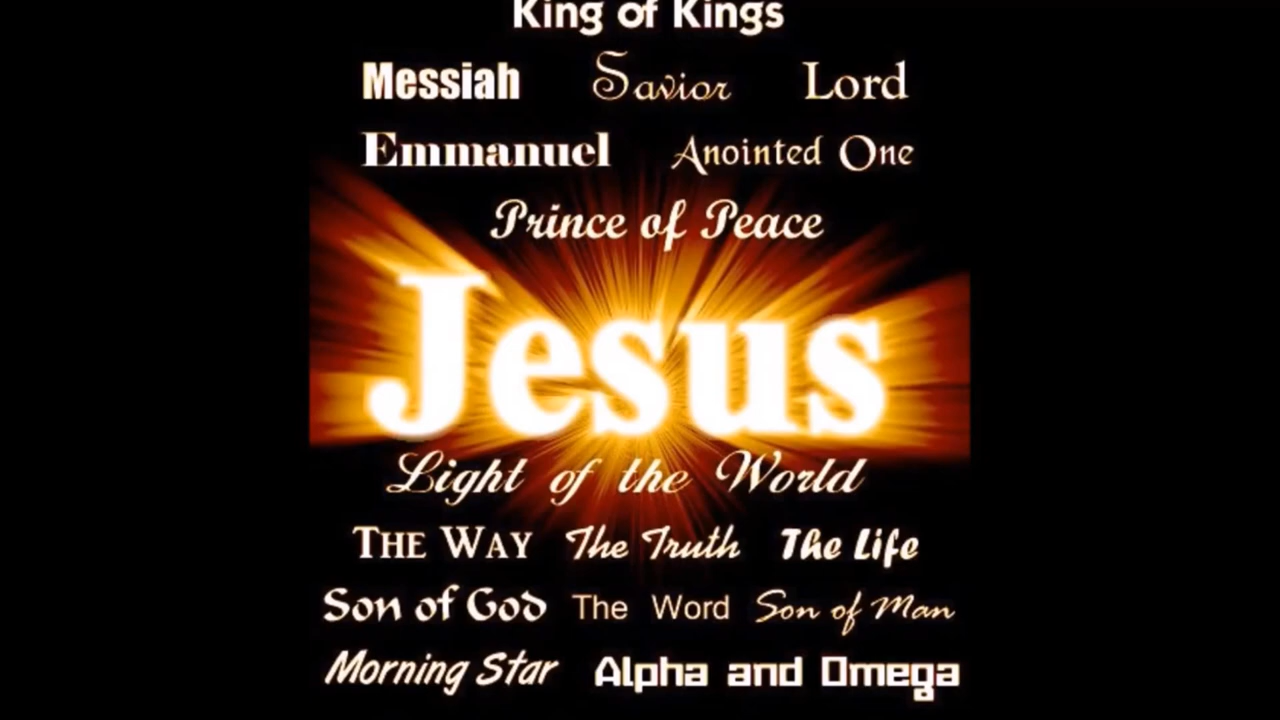 King of Kings
Messiah Savior Lord
Emmanuel Anointed One
Prince of Peace
Jesus
Light of the World
THE WAY The Truth The Life
Son of God The Word Son of Man
Morning Star Alpha and Omega